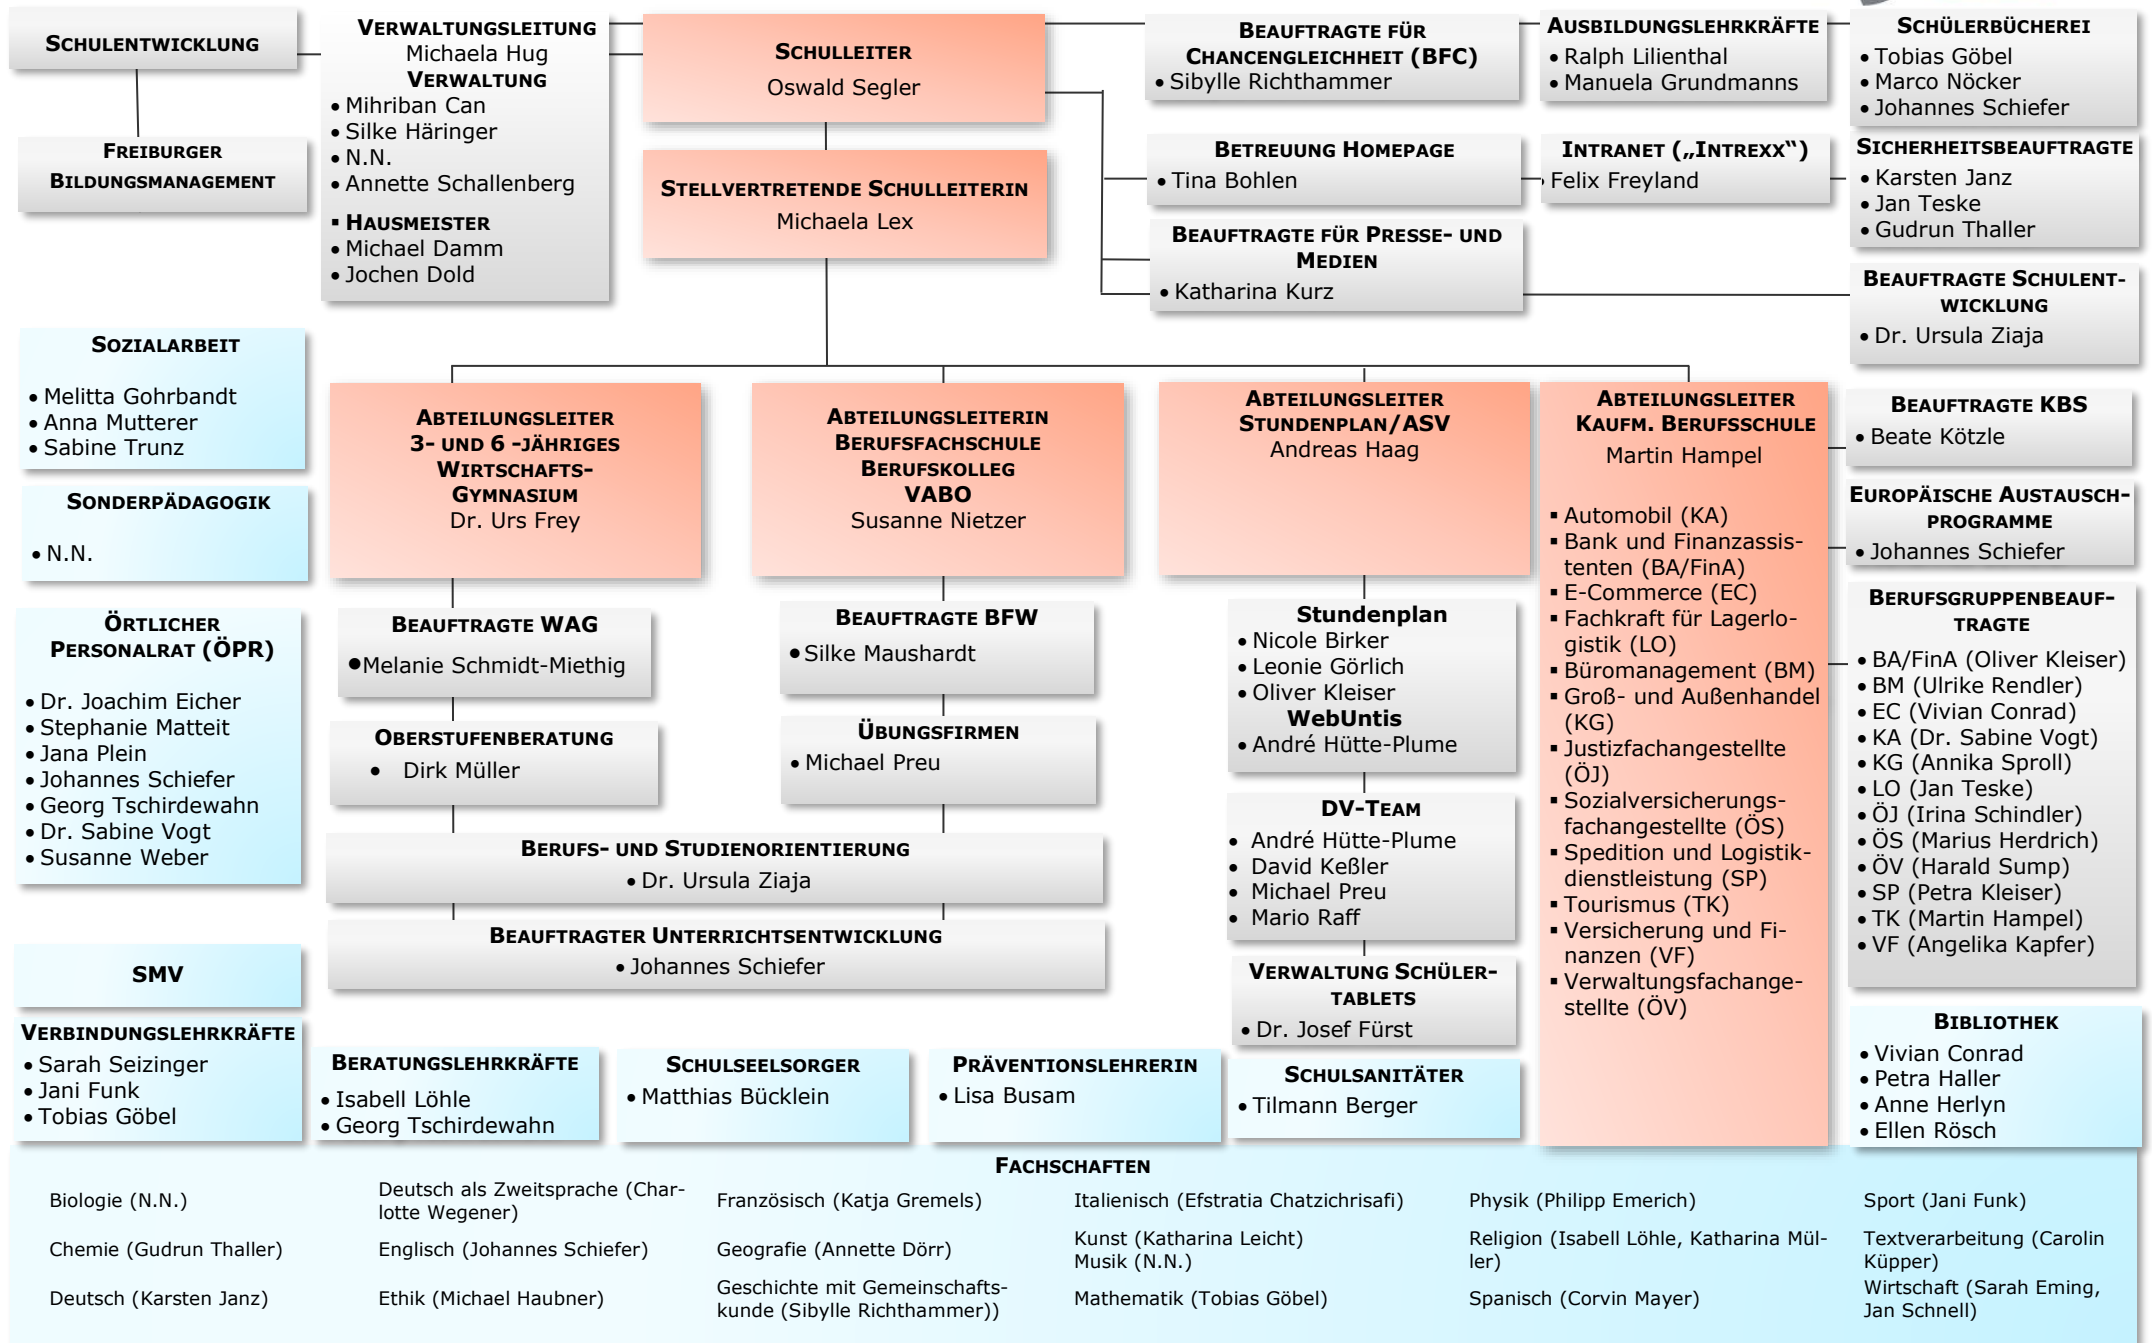 SCHULENTWICKLUNG
FREIBURGER
BILDUNGSMANAGEMENT
VERWALTUNGSLEITUNG
Michaela Hug
VERWALTUNG
• Mihriban Can
• Silke Häringer
• N.N.
• Annette Schallenberg
▪ HAUSMEISTER
• Michael Damm
• Jochen Dold
SCHULLEITER
Oswald Segler
STELLVERTRETENDE SCHULLEITERIN
Michaela Lex
BEAUFTRAGTE FÜR
CHANCENGLEICHHEIT (BFC)
• Sibylle Richthammer
AUSBILDUNGSLEHRKRÄFTE
• Ralph Lilienthal
• Manuela Grundmanns
SCHÜLERBÜCHEREI
• Tobias Göbel
• Marco Nöcker
• Johannes Schiefer
BETREUUNG HOMEPAGE
• Tina Bohlen
INTRANET („INTREXX“)
• Felix Freyland
SICHERHEITSBEAUFTRAGTE
• Karsten Janz
• Jan Teske
• Gudrun Thaller
BEAUFTRAGTE FÜR PRESSE- UND
MEDIEN
• Katharina Kurz
BEAUFTRAGTE SCHULENT-
WICKLUNG
• Dr. Ursula Ziaja
SOZIALARBEIT
• Melitta Gohrbandt
• Anna Mutterer
• Sabine Trunz
SONDERPÄDAGOGIK
• N.N.
ÖRTLICHER
PERSONALRAT (ÖPR)
• Dr. Joachim Eicher
• Stephanie Matteit
• Jana Plein
• Johannes Schiefer
• Georg Tschirdewahn
• Dr. Sabine Vogt
• Susanne Weber
SMV
VERBINDUNGSLEHRKRÄFTE
• Sarah Seizinger
• Jani Funk
• Tobias Göbel
ABTEILUNGSLEITER
3- UND 6 -JÄHRIGES
WIRTSCHAFTS-
GYMNASIUM
Dr. Urs Frey
BEAUFTRAGTE WAG
• Melanie Schmidt-Miethig
OBERSTUFENBERATUNG
• Dirk Müller
ABTEILUNGSLEITERIN
BERUFSFACHSCHULE
BERUFSKOLLEG
VABO
Susanne Nietzer
BEAUFTRAGTE BFW
• Silke Maushardt
ÜBUNGSFIRMEN
• Michael Preu
BERUFS- UND STUDIENORIENTIERUNG
• Dr. Ursula Ziaja
BEAUFTRAGTER UNTERRICHTSENTWICKLUNG
• Johannes Schiefer
ABTEILUNGSLEITER
STUNDENPLAN/ASV
Andreas Haag
Stundenplan
• Nicole Birker
• Leonie Görlich
• Oliver Kleiser
WebUntis
• André Hütte-Plume
DV-TEAM
• André Hütte-Plume
• David Keßler
• Michael Preu
• Mario Raff
VERWALTUNG SCHÜLER-
TABLETS
• Dr. Josef Fürst
ABTEILUNGSLEITER
KAUFM. BERUFSSCHULE
Martin Hampel
▪ Automobil (KA)
▪ Bank und Finanzassis-
tenten (BA/FinA)
▪ E-Commerce (EC)
▪ Fachkraft für Lagerlo-
gistik (LO)
▪ Büromanagement (BM)
▪ Groß- und Außenhandel
(KG)
▪ Justizfachangestellte
(ÖJ)
▪ Sozialversicherungs-
fachangestellte (ÖS)
▪ Spedition und Logistik-
dienstleistung (SP)
▪ Tourismus (TK)
▪ Versicherung und Fi-
nanzen (VF)
▪ Verwaltungsfachange-
stellte (ÖV)
BEAUFTRAGTE KBS
• Beate Kötzle
EUROPÄISCHE AUSTAUSCH-
PROGRAMME
• Johannes Schiefer
BERUFSGRUPPENBEAUF-
TRAGTE
• BA/FinA (Oliver Kleiser)
• BM (Ulrike Rendler)
• EC (Vivian Conrad)
• KA (Dr. Sabine Vogt)
• KG (Annika Sproll)
• LO (Jan Teske)
• ÖJ (Irina Schindler)
• ÖS (Marius Herdrich)
• ÖV (Harald Sump)
• SP (Petra Kleiser)
• TK (Martin Hampel)
• VF (Angelika Kapfer)
BERATUNGSLEHRKRÄFTE
• Isabell Löhle
• Georg Tschirdewahn
SCHULSEELSORGER
• Matthias Bücklein
PRÄVENTIONSLEHRERIN
• Lisa Busam
SCHULSANITÄTER
• Tilmann Berger
BIBLIOTHEK
• Vivian Conrad
• Petra Haller
• Anne Herlyn
• Ellen Rösch
FACHSCHAFTEN
Biologie (N.N.)
Chemie (Gudrun Thaller)
Deutsch (Karsten Janz)
Deutsch als Zweitsprache (Char-
lotte Wegener)
Englisch (Johannes Schiefer)
Ethik (Michael Haubner)
Französisch (Katja Gremels)
Geografie (Annette Dörr)
Geschichte mit Gemeinschafts-
kunde (Sibylle Richthammer))
Italienisch (Efstratia Chatzichrisafi)
Kunst (Katharina Leicht)
Musik (N.N.)
Mathematik (Tobias Göbel)
Physik (Philipp Emerich)
Religion (Isabell Löhle, Katharina Mül-
ler)
Spanisch (Corvin Mayer)
Sport (Jani Funk)
Textverarbeitung (Carolin
Küpper)
Wirtschaft (Sarah Eming,
Jan Schnell)